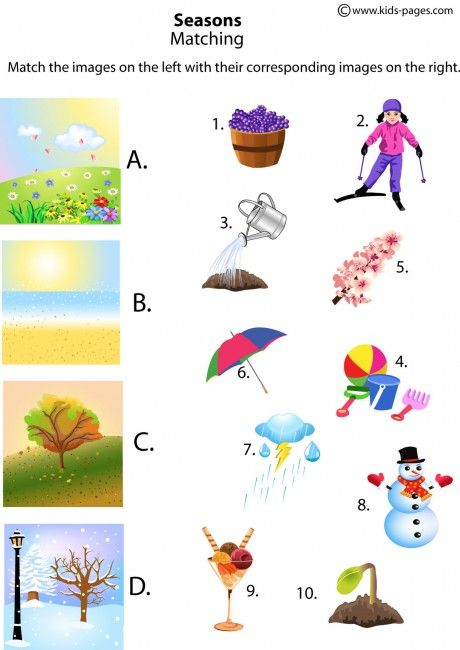 © www.kids-pages.com
Seasons
Matching
Match the images on the left with their corresponding images on the right.
A.
1.
2.
3.
B.
5.
6.
4.
C.
7.
8.
D.
9.
10.